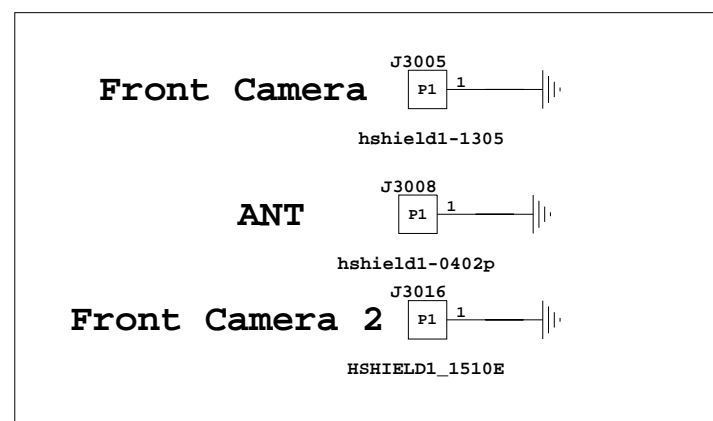 J3005
Front Camera P1 1
hshield1-1305
J3008
ANT P1 1
hshield1-0402p
J3016
Front Camera 2 P1 1
HSHIELD1_1510E